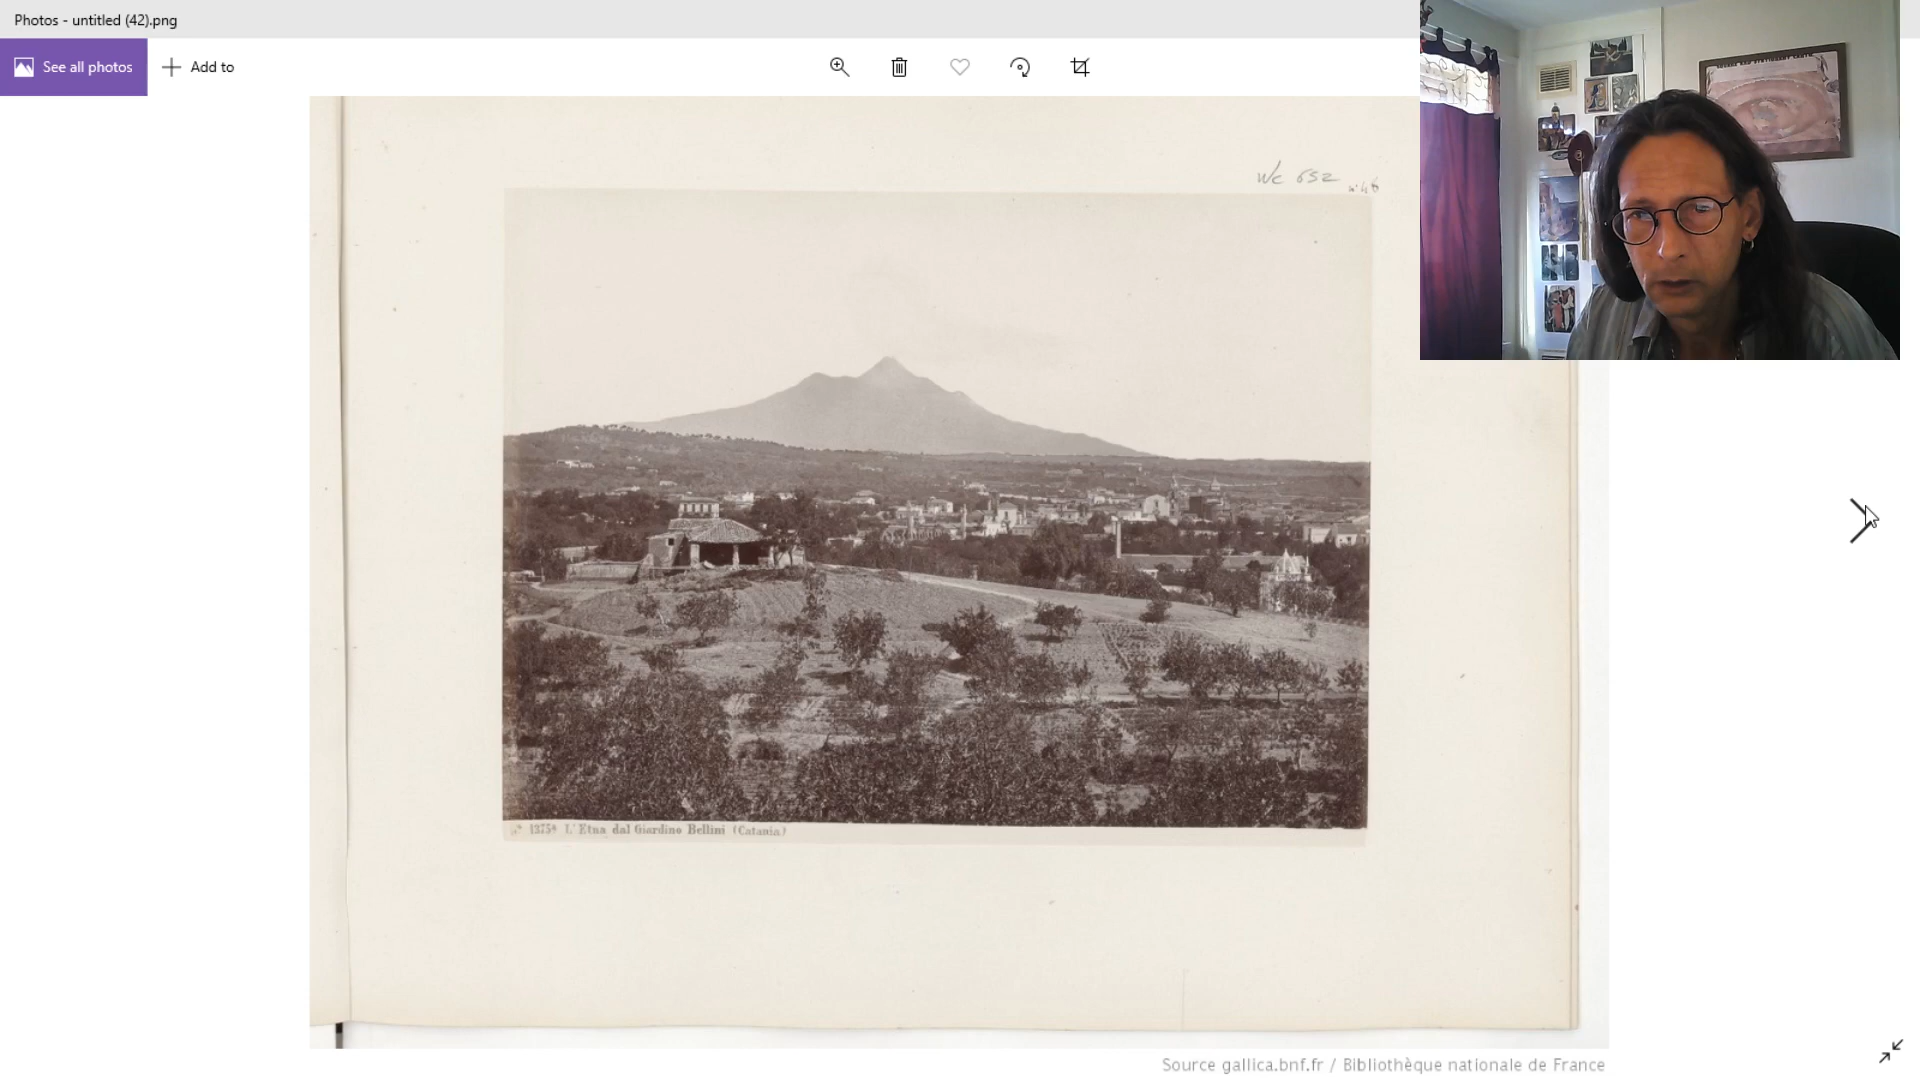 Photos - untitled (42).png
See all photos
Add to
Wc 652
13754 L'Etna dal Giardino Bellini (Catania)
Source gallica.bnf.fr / Bibliothèque nationale de France